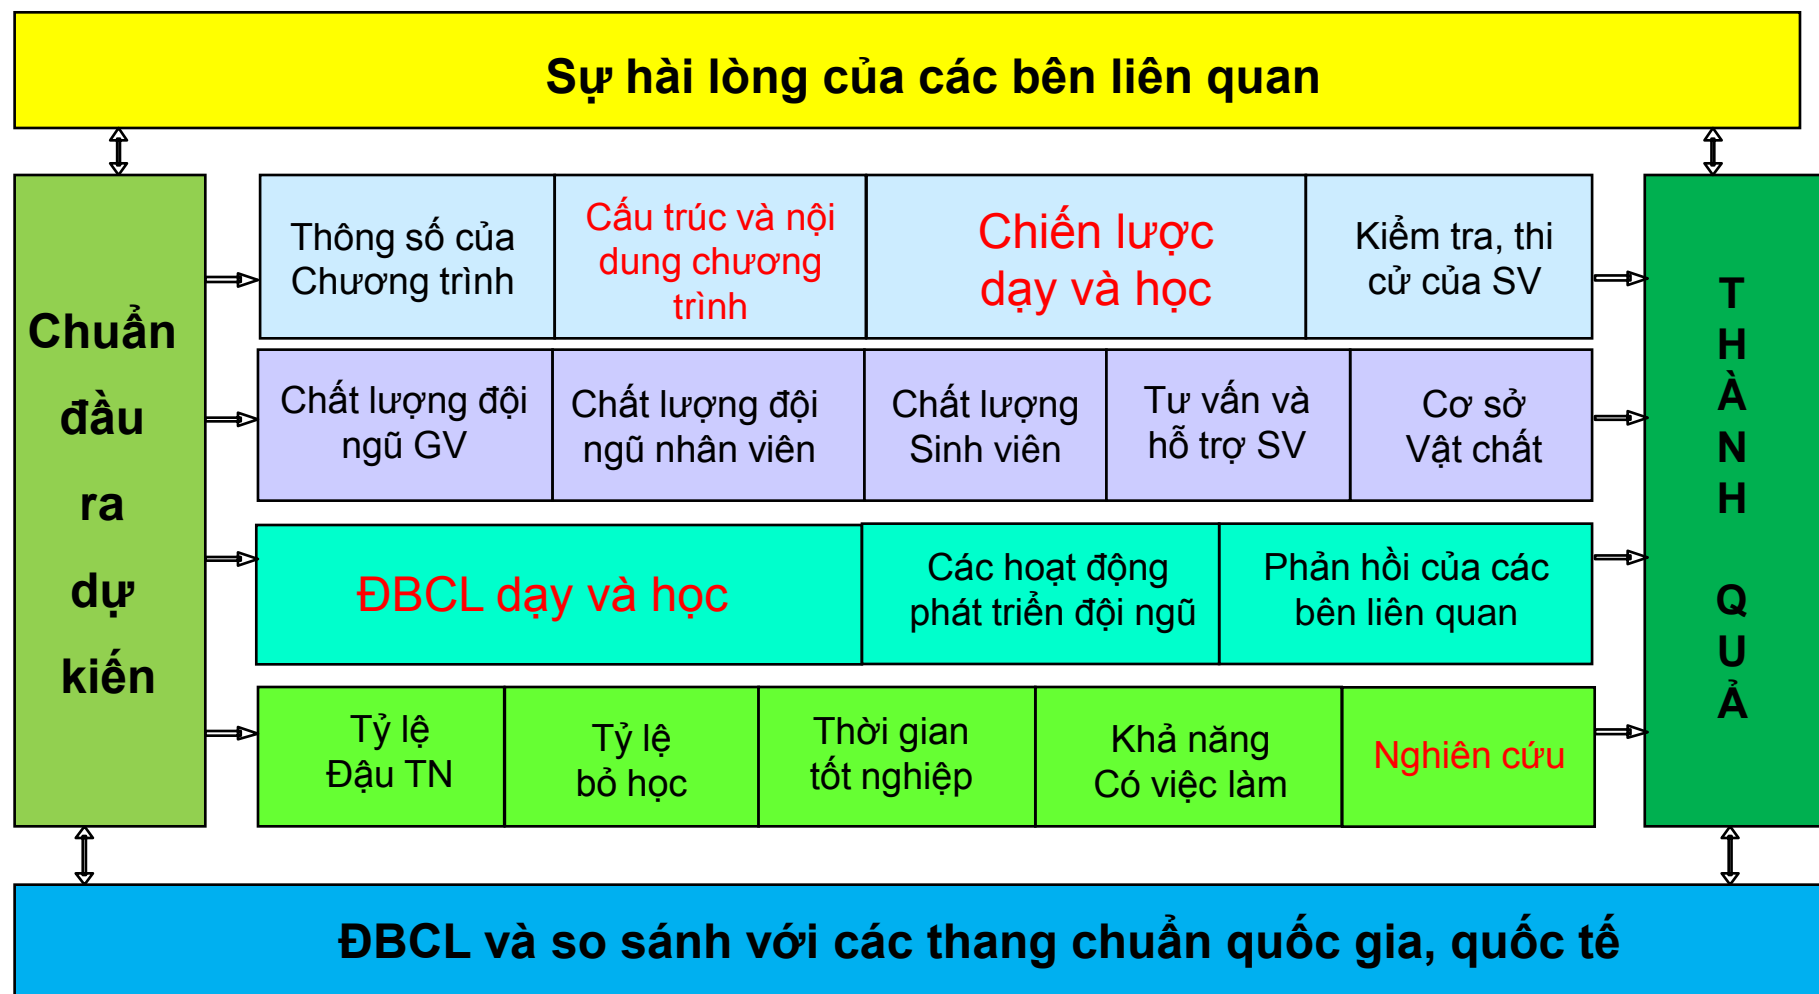 Sự hài lòng của các bên liên quan
Chuẩn
đầu
ra
dự
kiến
Thông số của
Chương trình
Cấu trúc và nội
dung chương
trình
Chiến lược
dạy và học
Kiểm tra, thi
cử của SV
Chất lượng đội
ngũ GV
Chất lượng đội
ngũ nhân viên
Chất lượng
Sinh viên
Tư vấn và
hỗ trợ SV
Cơ sở
Vật chất
ĐBCL dạy và học
Các hoạt động
phát triển đội ngũ
Phản hồi của các
bên liên quan
Tỷ lệ
Đậu TN
Tỷ lệ
bỏ học
Thời gian
tốt nghiệp
Khả năng
Có việc làm
Nghiên cứu
T
H
À
N
H
Q
U
Ả
ĐBCL và so sánh với các thang chuẩn quốc gia, quốc tế